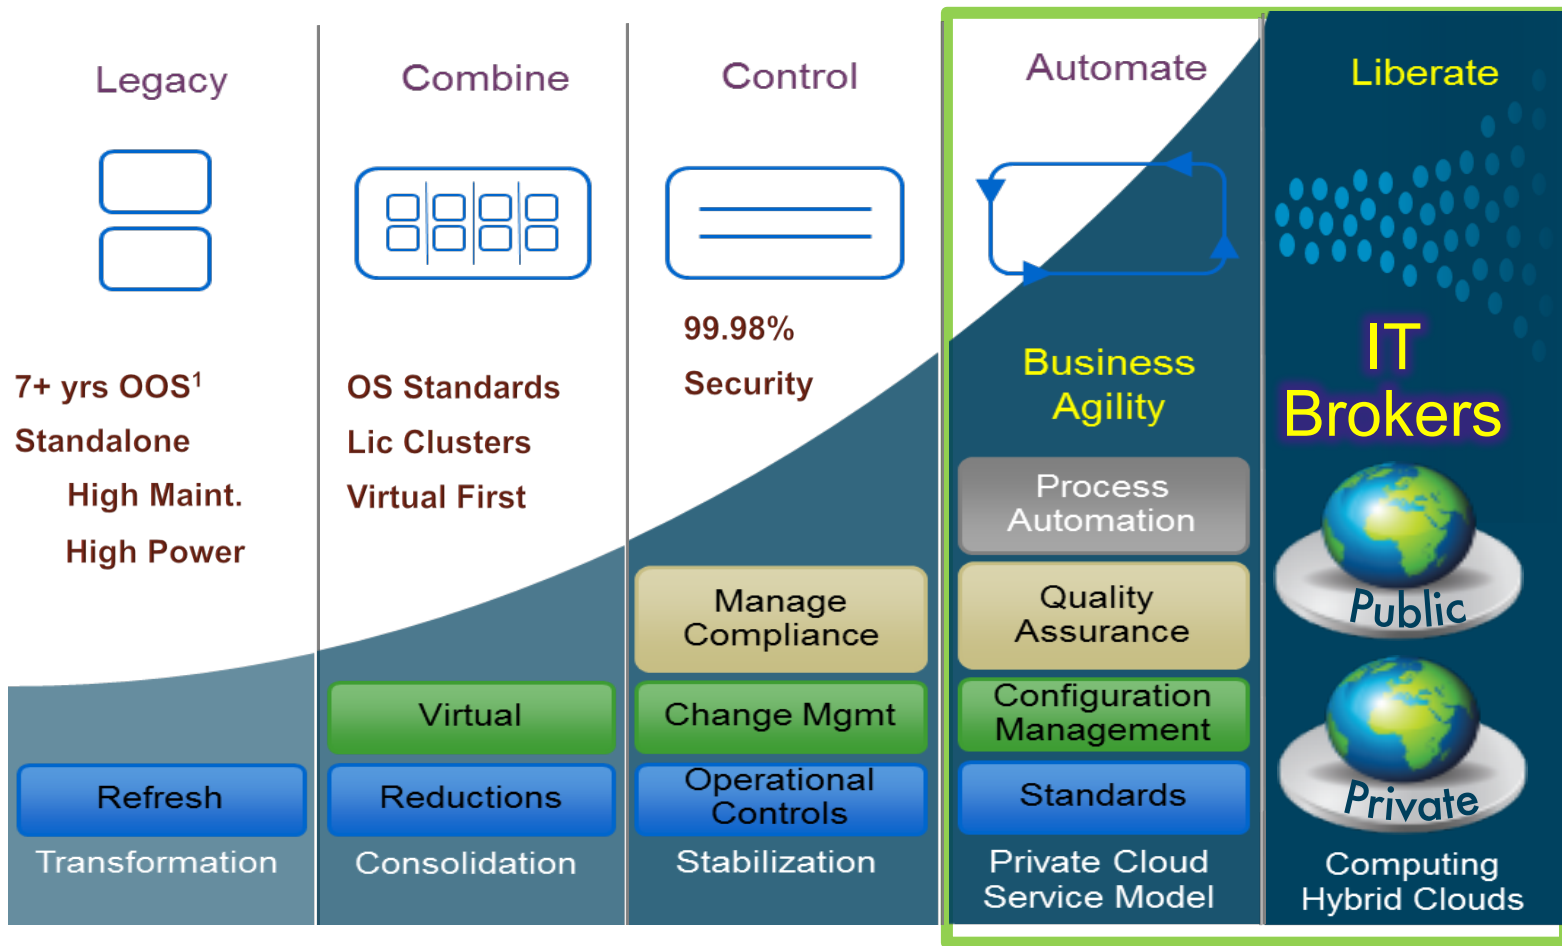 Legacy
7+ yrs OOS¹
Standalone
High Maint.
High Power
Refresh
Transformation
Combine
OS Standards
Lic Clusters
Virtual First
Virtual
Reductions
Consolidation
Control
99.98%
Security
Manage
Compliance
Change Mgmt
Operational
Controls
Stabilization
Automate
Business
Agility
Process
Automation
Quality
Assurance
Configuration
Management
Standards
Private Cloud
Service Model
Liberate
IT
Brokers
Public
Private
Computing
Hybrid Clouds